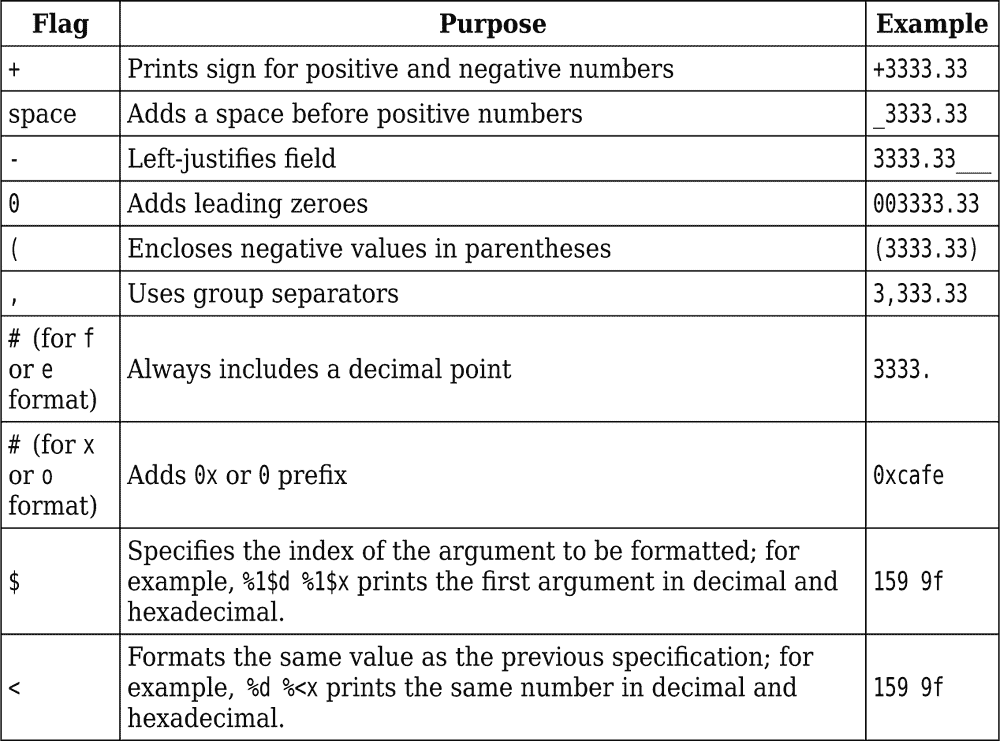 Flag Purpose Example
+ Prints sign for positive and negative numbers +3333.33
space Adds a space before positive numbers _3333.33
- Left-justifies field 3333.33___
0 Adds leading zeroes 003333.33
( Encloses negative values in parentheses (3333.33)
, Uses group separators 3,333.33
# (for f
or e
format)
Always includes a decimal point
3333.
# (for x
or o
format)
Adds 0x or 0 prefix
0xcafe
$
Specifies the index of the argument to be formatted; for
example, %1$d %1$x prints the first argument in decimal and
hexadecimal.
159 9f
<
Formats the same value as the previous specification; for
example, %d %<x prints the same number in decimal and
hexadecimal.
159 9f